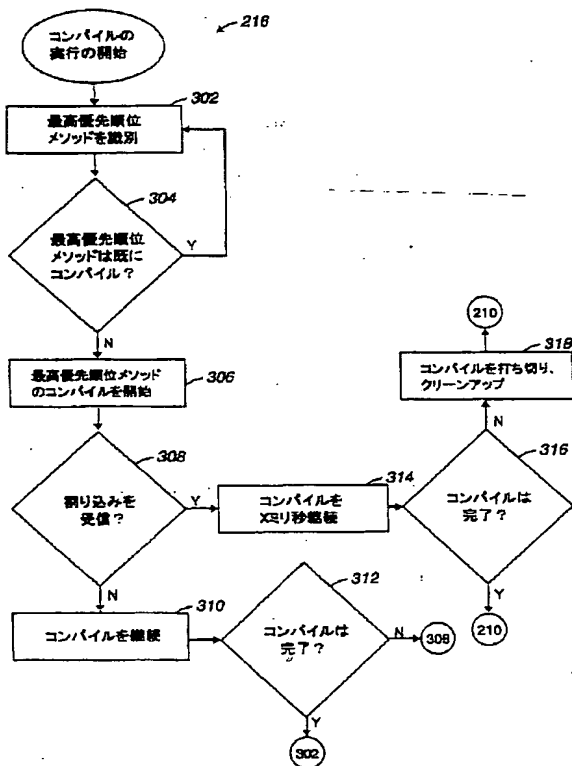 コンパイルの
実行の開始
216
302
最高優先順位
メソッドを識別
304
最高優先順位
メソッドは既に
コンパイル?
Y
N
最高優先順位メソッド
のコンパイルを開始
306
308
割り込みを
受信?
Y
N
314
コンパイルを
Xミリ秒継続
210
318
コンパイルを打ち切り、
クリーンアップ
N
316
コンパイルは
完了?
Y
210
310
コンパイルを継続
312
コンパイルは
完了?
N
308
Y
302